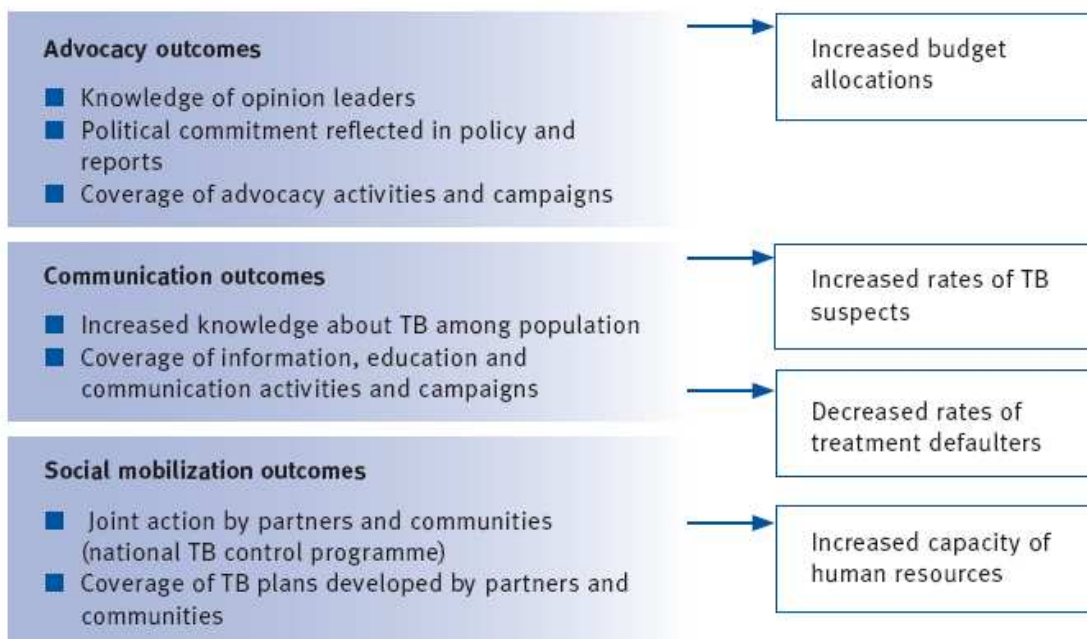 Advocacy outcomes
Knowledge of opinion leaders
Political commitment reflected in policy and
reports
Coverage of advocacy activities and campaigns
Increased budget
allocations
Communication outcomes
Increased knowledge about TB among population
Coverage of information, education and
communication activities and campaigns
Increased rates of TB
suspects
Decreased rates of
treatment defaulters
Social mobilization outcomes
Joint action by partners and communities
(national TB control programme)
Coverage of TB plans developed by partners and
communities
Increased capacity of
human resources